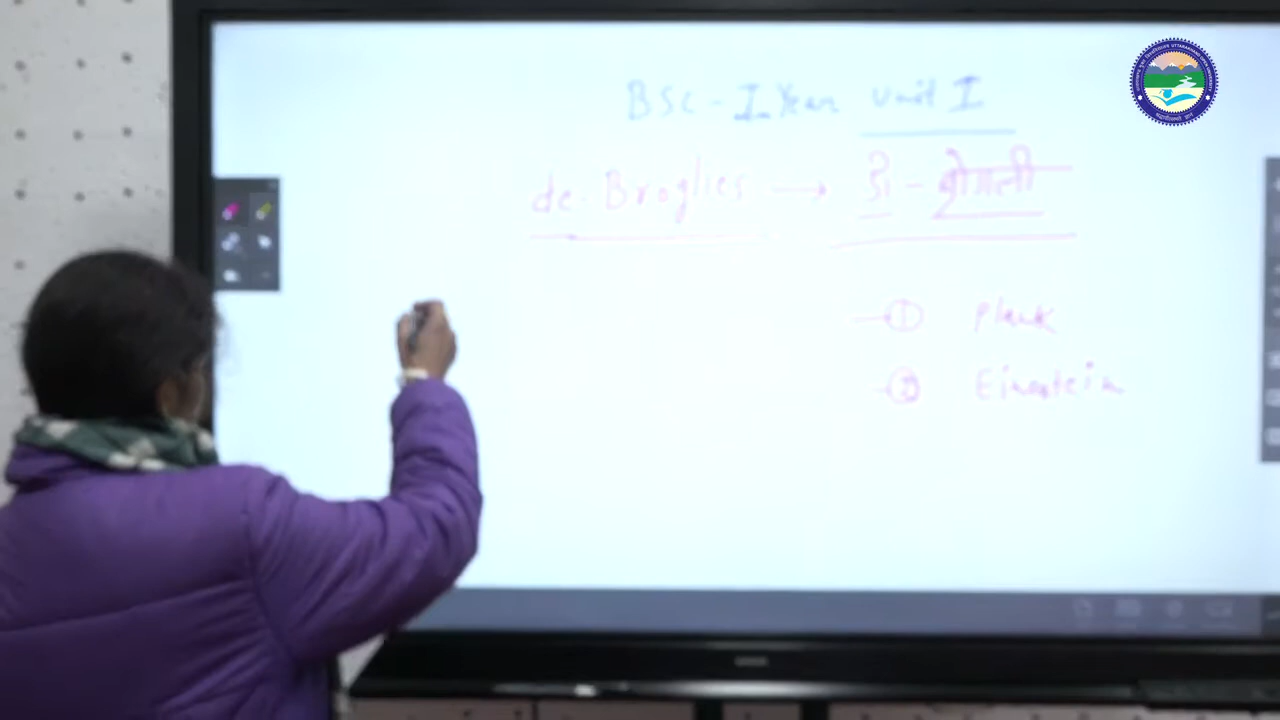 BSc - I Year Unit I
de-Broglies → डी - ब्रोगली
① Plank
② Einstein